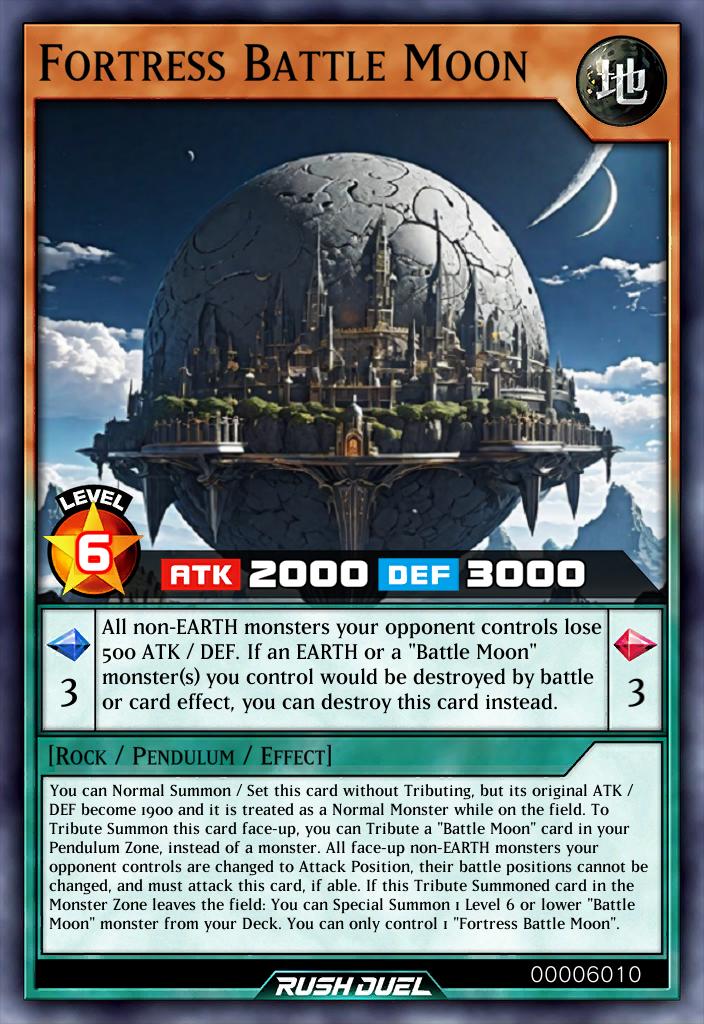 Fortress Battle Moon
地
LEVEL
6
ATK 2000 DEF 3000
All non-EARTH monsters your opponent controls lose
500 ATK / DEF. If an EARTH or a "Battle Moon"
monster(s) you control would be destroyed by battle
or card effect, you can destroy this card instead.
3
3
[Rock / Pendulum / Effect]
You can Normal Summon / Set this card without Tributing, but its original ATK /
DEF become 1900 and it is treated as a Normal Monster while on the field. To
Tribute Summon this card face-up, you can Tribute a "Battle Moon" card in your
Pendulum Zone, instead of a monster. All face-up non-EARTH monsters your
opponent controls are changed to Attack Position, their battle positions cannot be
changed, and must attack this card, if able. If this Tribute Summoned card in the
Monster Zone leaves the field: You can Special Summon 1 Level 6 or lower "Battle
Moon" monster from your Deck. You can only control 1 "Fortress Battle Moon".
00006010
RUSH DUEL